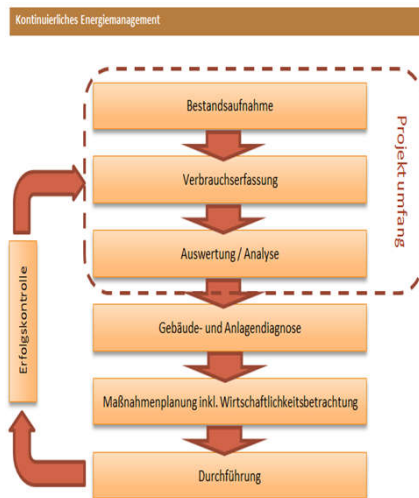 Kontinuierliches Energiemanagement
Bestandsaufnahme
Verbrauchserfassung
Auswertung / Analyse
Projektumfang
Gebäude- und Anlagendiagnose
Maßnahmenplanung inkl. Wirtschaftlichkeitsbetrachtung
Durchführung
Erfolgskontrolle